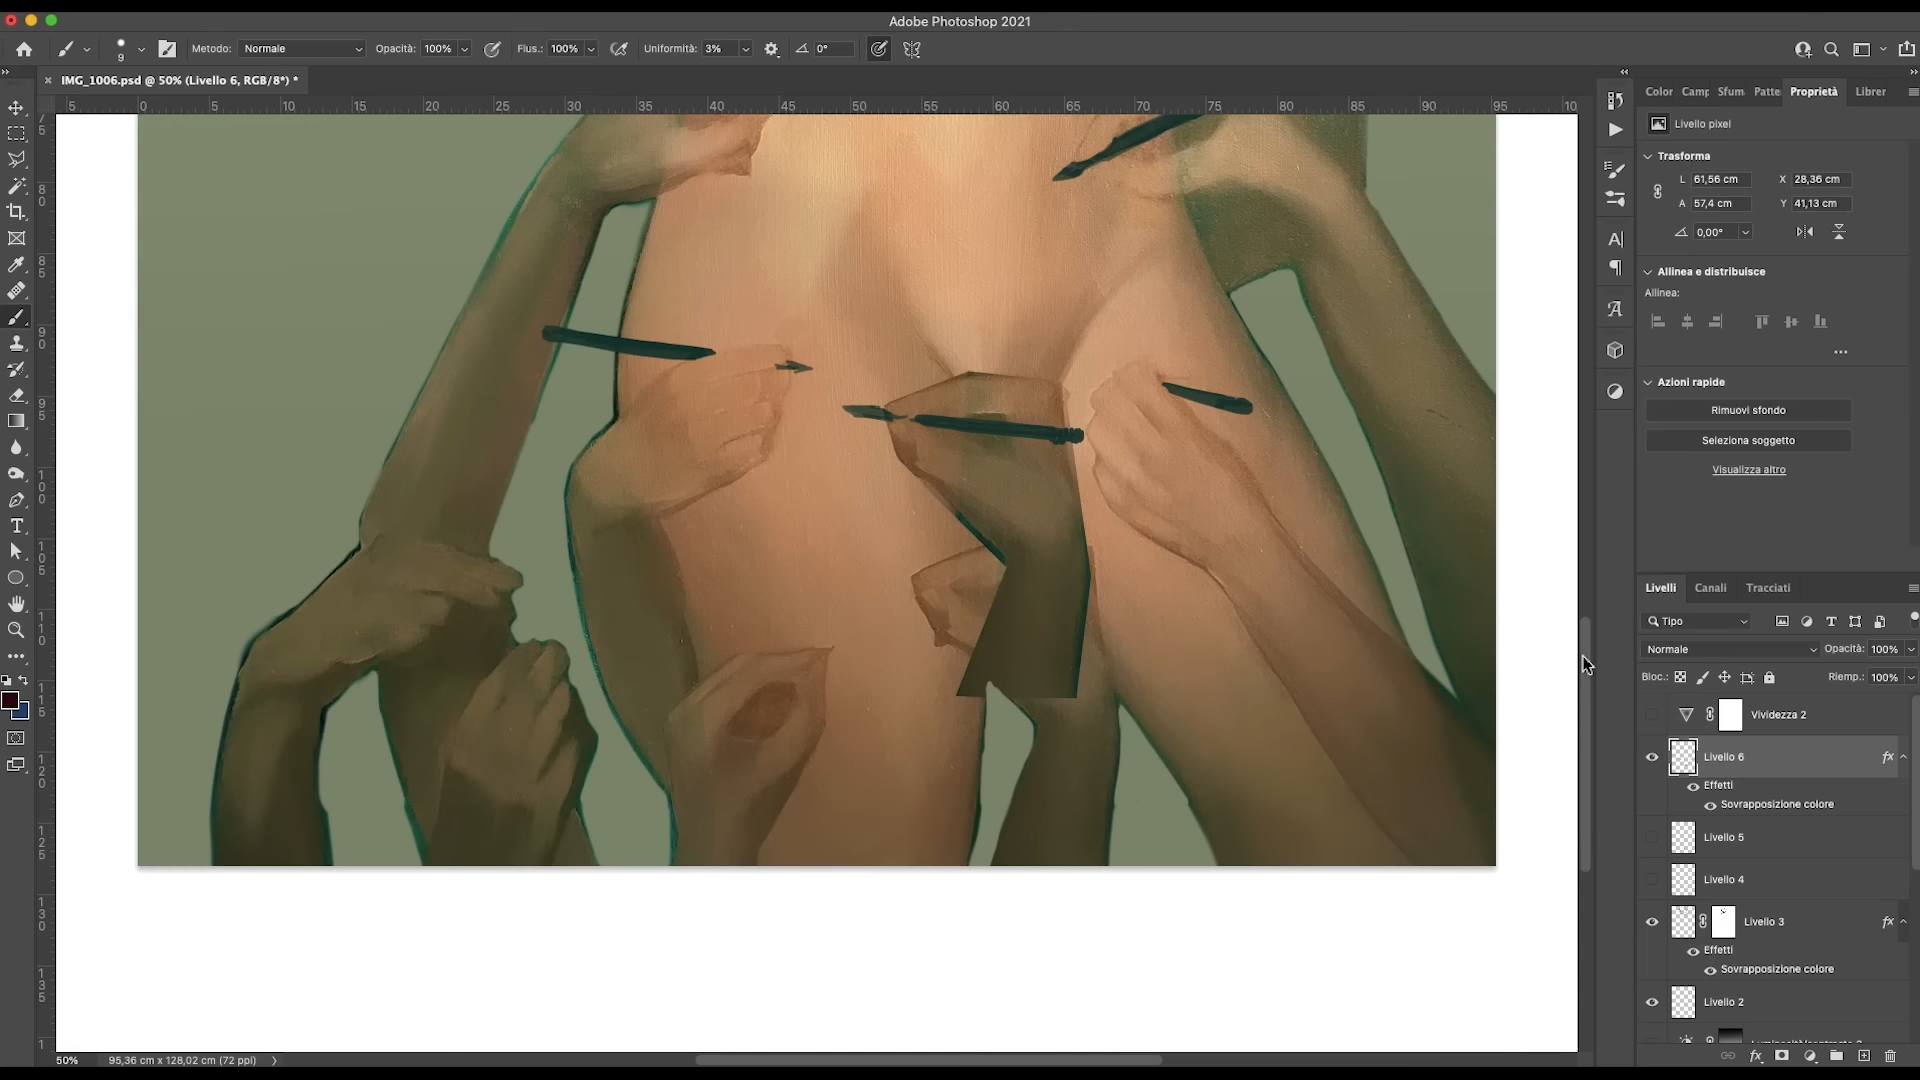 Adobe Photoshop 2021
9 Metodo: Normale Opacità: 100% Flus.: 100% Uniformità: 3% 0°
IMG_1006.psd @ 50% (Livello 6, RGB/8*) *
Color Camp Sfum Patte Proprietà Librer
5 0 5 10 15 20 25 30 35 40 45 50 55 60 65 70 75 80 85 90 95 10
Livello pixel
Trasforma
L 61,56 cm X 28,36 cm
A 57,4 cm Y 41,13 cm
0,00°
Allinea e distribuisce
Allinea:
Azioni rapide
Rimuovi sfondo
Seleziona soggetto
Visualizza altro
Livelli Canali Tracciati
Tipo
Normale Opacità: 100%
Bloc.: Riemp.: 100%
Vividezza 2
Livello 6 fx
Effetti
Sovrapposizione colore
Livello 5
Livello 4
Livello 3 fx
Effetti
Sovrapposizione colore
Livello 2
50% 95,36 cm x 128,02 cm (72 ppi)